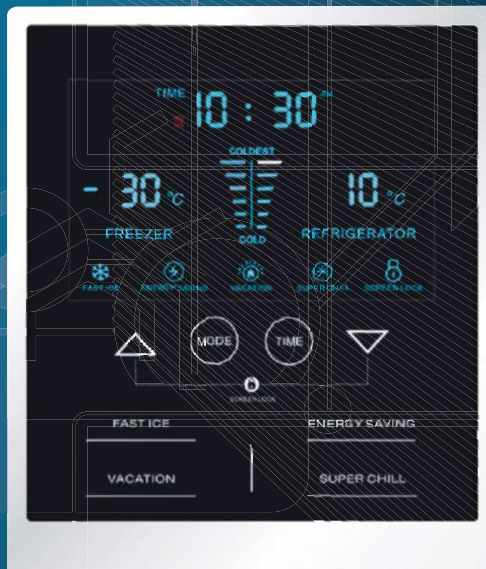 TIME 10 : 30
COLDEST
- 30 °C 10 °C
COLD
FREEZER REFRIGERATOR
FAST ICE ENERGY SAVING VACATION SUPER CHILL SCREEN LOCK
MODE TIME
SCREEN LOCK
FAST ICE ENERGY SAVING
VACATION SUPER CHILL